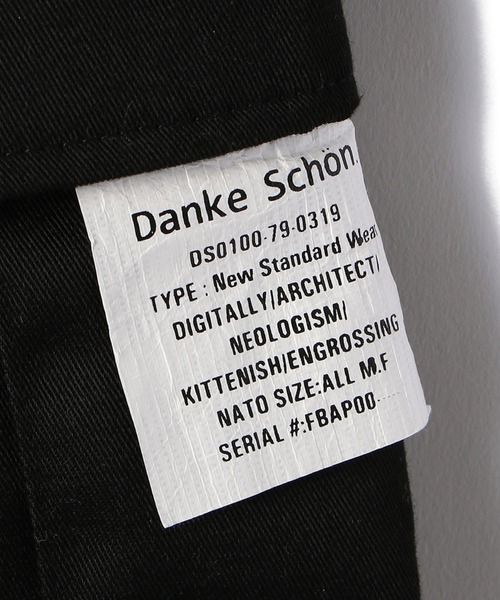 Danke Schön.
DS0100-79-0319
TYPE : New Standard Wear
DIGITALLY/ARCHITECT/
NEOLOGISM/
KITTENISH/ENGROSSING
NATO SIZE:ALL M.F
SERIAL #:FBAP00-